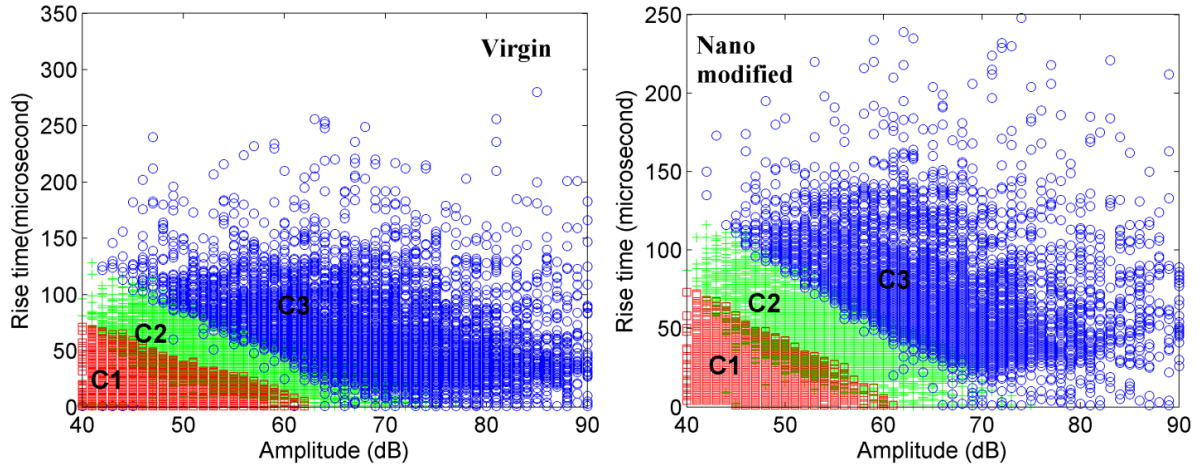 350
300
250
200
150
100
50
0
Rise time(microsecond)
Virgin
C1
C2
C3
40
50
60
70
80
90
Amplitude (dB)
250
200
150
100
50
0
Rise time (microsecond)
Nano
modified
C1
C2
C3
40
50
60
70
80
90
Amplitude (dB)